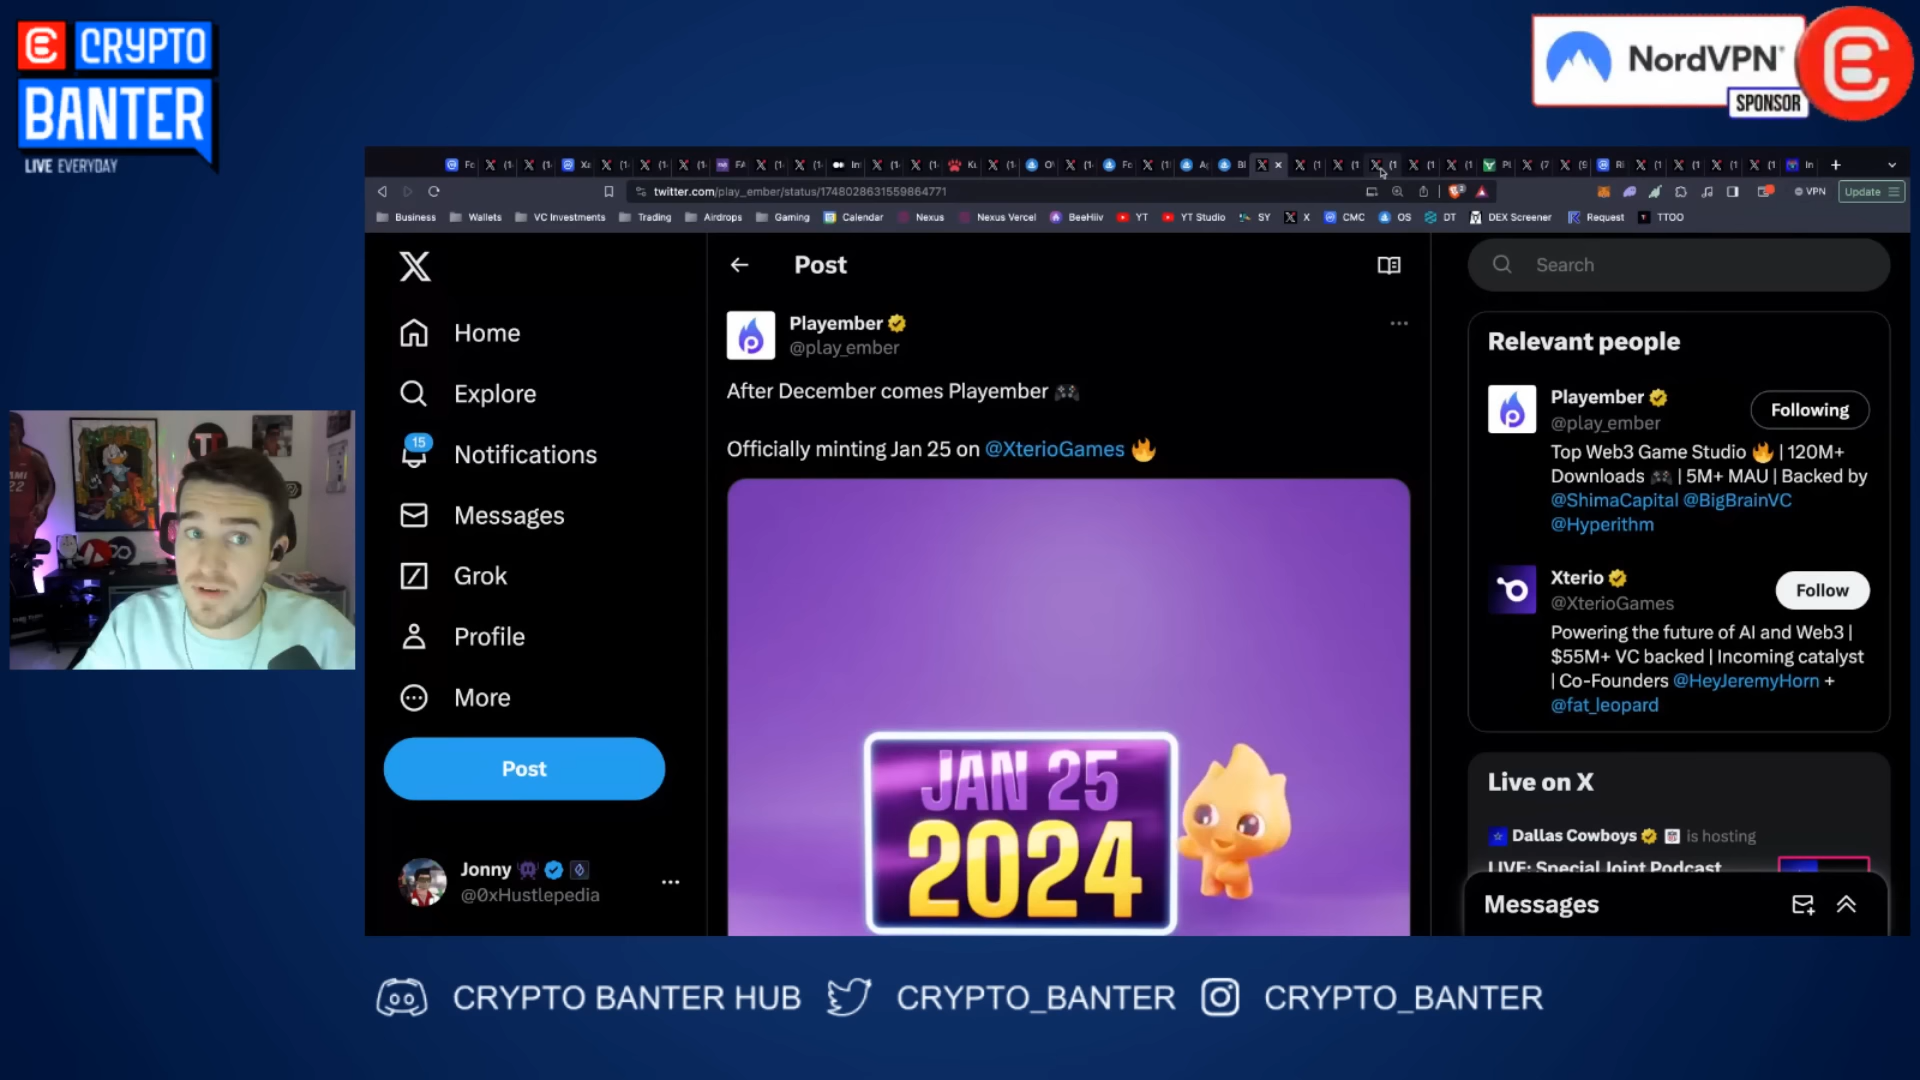 CRYPTO
BANTER
LIVE EVERYDAY
NordVPN
SPONSOR
twitter.com/play_ember/status/1748028631559864771
VPN
Update
Business
Wallets
VC Investments
Trading
Airdrops
Gaming
Calendar
Nexus
Nexus Vercel
BeeHiiv
YT
YT Studio
SY
X
CMC
OS
DT
DEX Screener
Request
TTOO
Home
Explore
15
Notifications
Messages
Grok
Profile
More
Post
Jonny
@0xHustlepedia
Post
Playember
@play_ember
After December comes Playember 🎮
Officially minting Jan 25 on @XterioGames 🔥
JAN 25
2024
Search
Relevant people
Playember
Following
@play_ember
Top Web3 Game Studio 🔥 | 120M+
Downloads 🎮 | 5M+ MAU | Backed by
@ShimaCapital @BigBrainVC
@Hyperithm
Xterio
Follow
@XterioGames
Powering the future of AI and Web3 |
$55M+ VC backed | Incoming catalyst
| Co-Founders @HeyJeremyHorn +
@fat_leopard
Live on X
Dallas Cowboys is hosting
LIVE: Special Joint Podcast
Messages
CRYPTO BANTER HUB
CRYPTO_BANTER
CRYPTO_BANTER